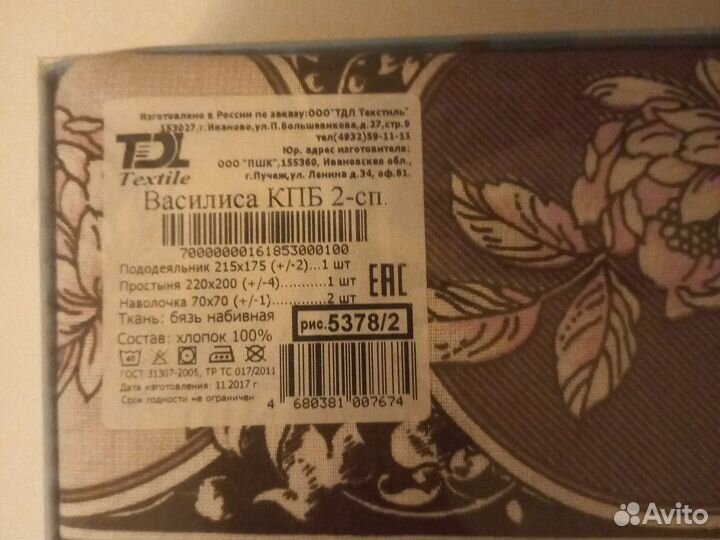 Изготовлено в России по заказу:ООО"ТДЛ Текстиль"
153027,г.Иваново,ул.П.Большевикова,д.27,стр.9
тел(4932)59-11-11
Юр. адрес изготовителя:
ООО "ПШК",155360, Ивановская обл.,
г.Пучеж,ул. Ленина д.34, оф.61.
TDL
Textile
Василиса КПБ 2-сп.
70000000161853000100
Пододеяльник 215х175 (+/-2)...1 шт
Простыня 220х200 (+/-4)............1 шт
Наволочка 70х70 (+/-1).............2 шт
EAC
Ткань: бязь набивная
рис.5378/2
Состав: хлопок 100%
40
ГОСТ 31307-2005, ТР ТС 017/2011
Дата изготовления: 11.2017 г
Срок годности не ограничен
4 680381 007674
Avito